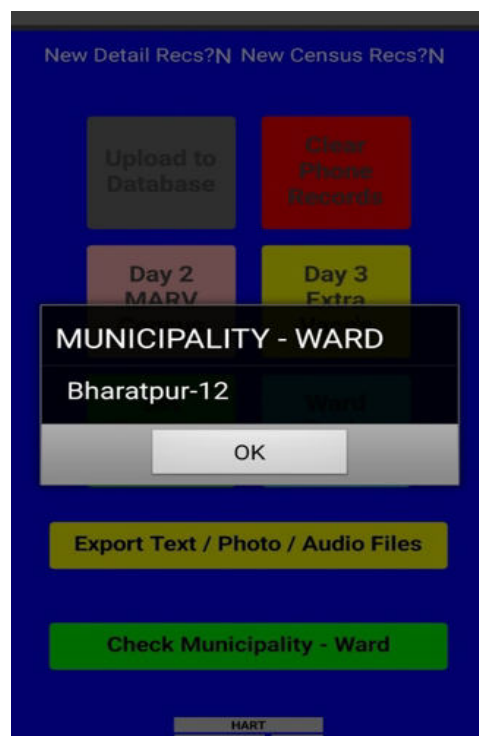 New Detail Recs?N New Census Recs?N
Upload to
Database
Clear
Phone
Records
Day 2
MARV
Day 3
Extra
MUNICIPALITY - WARD
Bharatpur-12
Ward
OK
Export Text / Photo / Audio Files
Check Municipality - Ward
HART